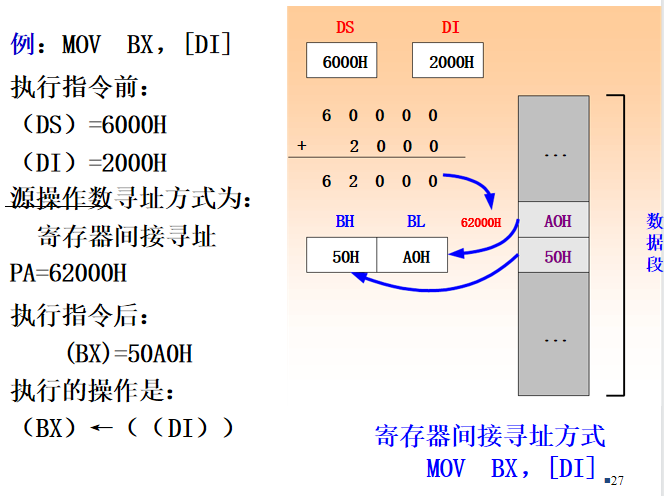 例：MOV BX，[DI]
执行指令前：
（DS）=6000H
（DI）=2000H
源操作数寻址方式为：
寄存器间接寻址
PA=62000H
执行指令后：
(BX)=50A0H
执行的操作是：
（BX）←（（DI））
DS DI
6000H 2000H
6 0 0 0 0
+ 2 0 0 0
6 2 0 0 0
...
BH BL 62000H A0H
50H A0H 50H
...
数据段
寄存器间接寻址方式
MOV BX，[DI]
27